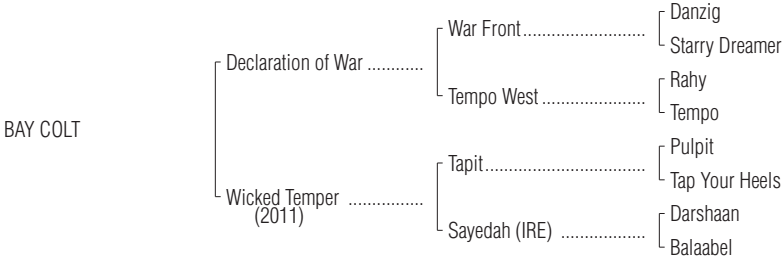 Danzig
War Front..........................
Starry Dreamer
Declaration of War ............
Rahy
Tempo West ......................
Tempo
BAY COLT
Pulpit
Tapit..................................
Tap Your Heels
Wicked Temper ................
(2011)
Darshaan
Sayedah (IRE) ..................
Balaabel